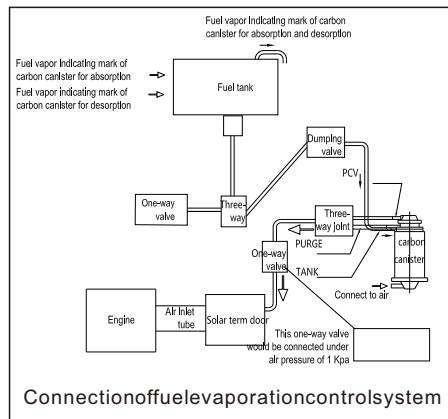 Fuel vapor Indicating mark of carbon
canister for absorption and desorption
Fuel vapor Indicating mark of
carbon canister for absorption
Fuel vapor indicating mark of
carbon canister for desorption
Fuel tank
Dumping
valve
One-way
valve
Three-
way
PCV
Three-
way joint
PURGE
One-way
valve
TANK
carbon
canister
Connect to air
Engine
Air Inlet
tube
Solar term door
This one-way valve
would be connected under
air pressure of 1 Kpa
Connectionoffuelevaporationcontrolsystem